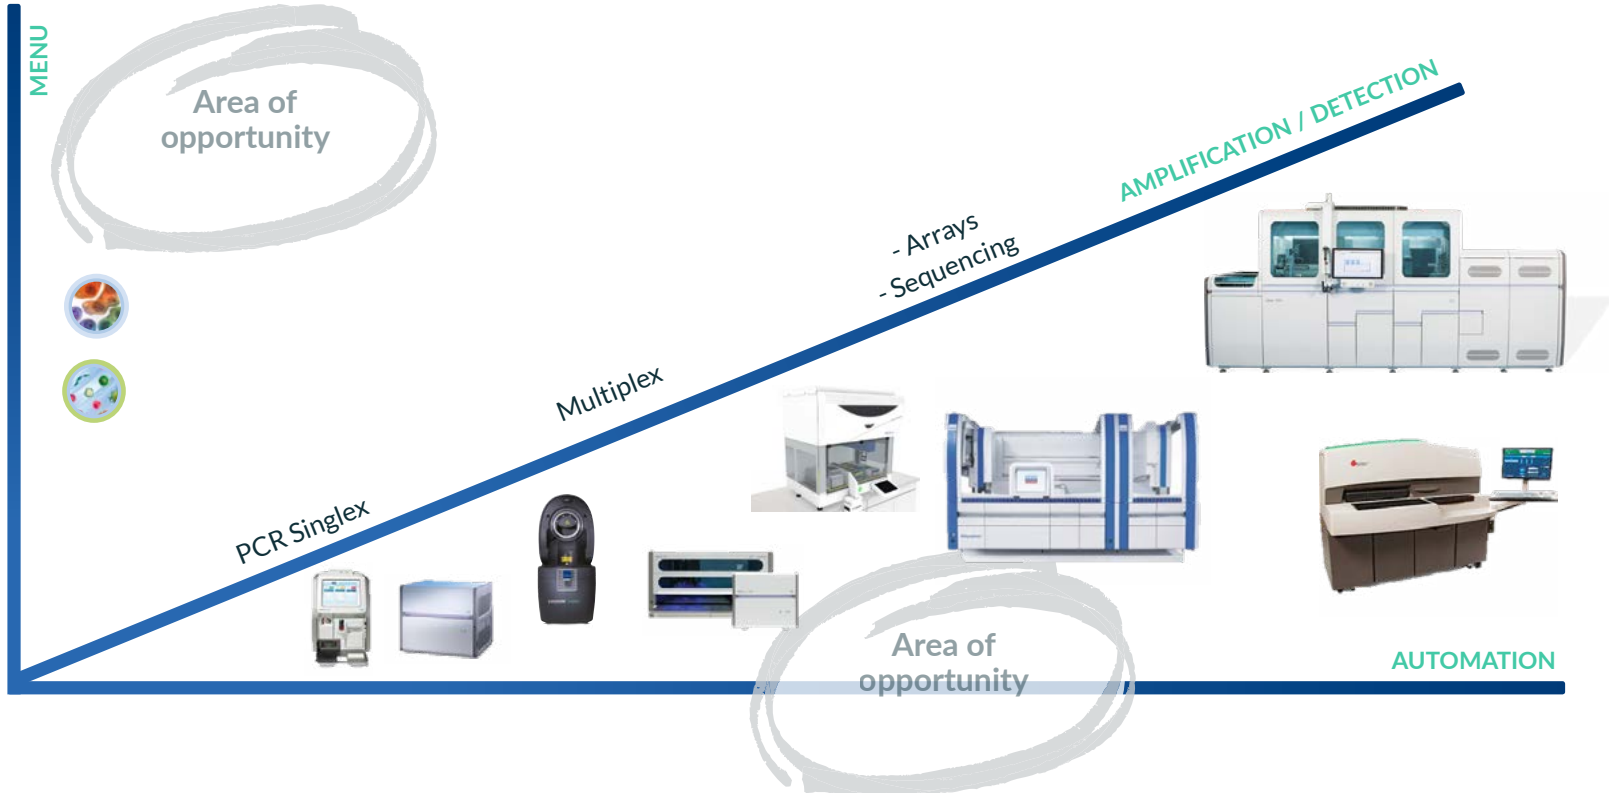 MENU
Area of
opportunity
AMPLIFICATION / DETECTION
- Arrays
- Sequencing
Multiplex
PCR Singlex
Area of
opportunity
AUTOMATION